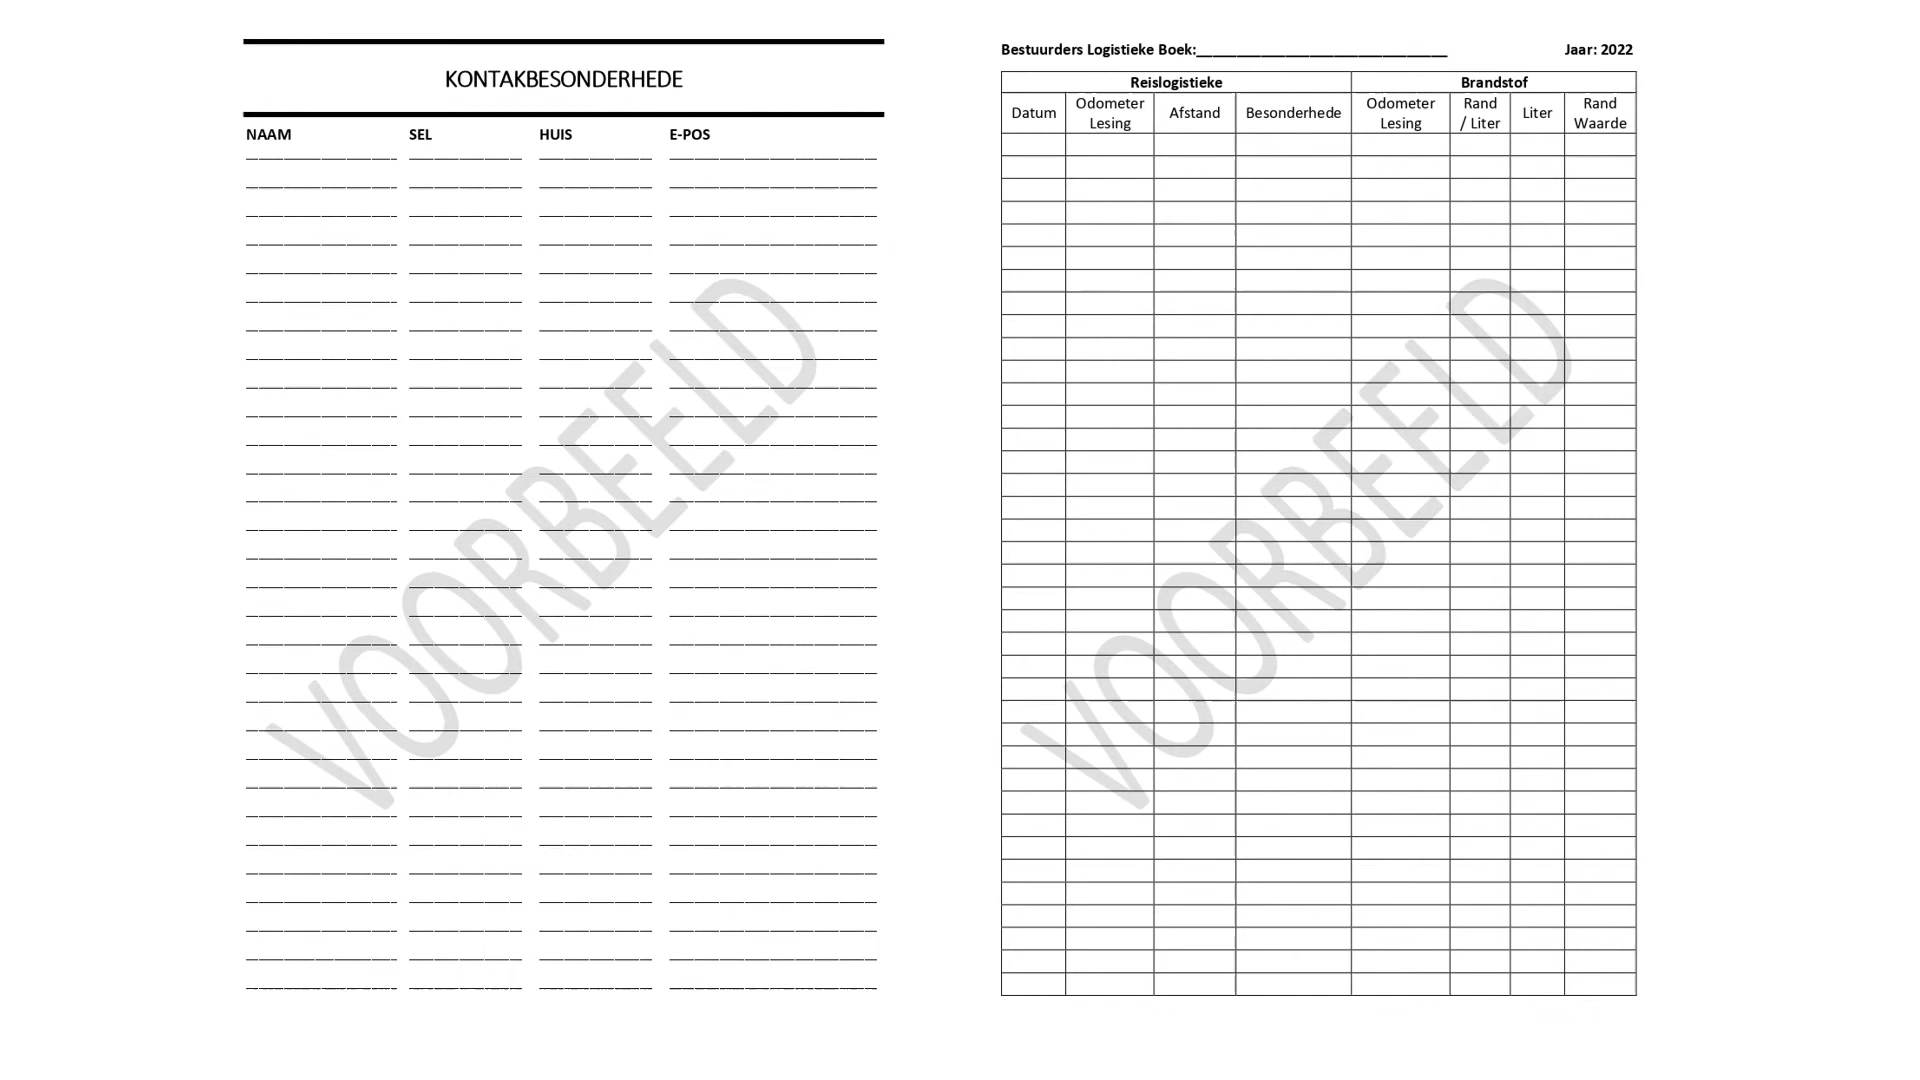 KONTAKBESONDERHEDE
NAAM SEL HUIS E-POS
VOORBEELD
Bestuurders Logistieke Boek:______________________________ Jaar: 2022
Reislogistieke Brandstof
Datum Odometer Lesing Afstand Besonderhede Odometer Lesing Rand / Liter Liter Rand Waarde
VOORBEELD